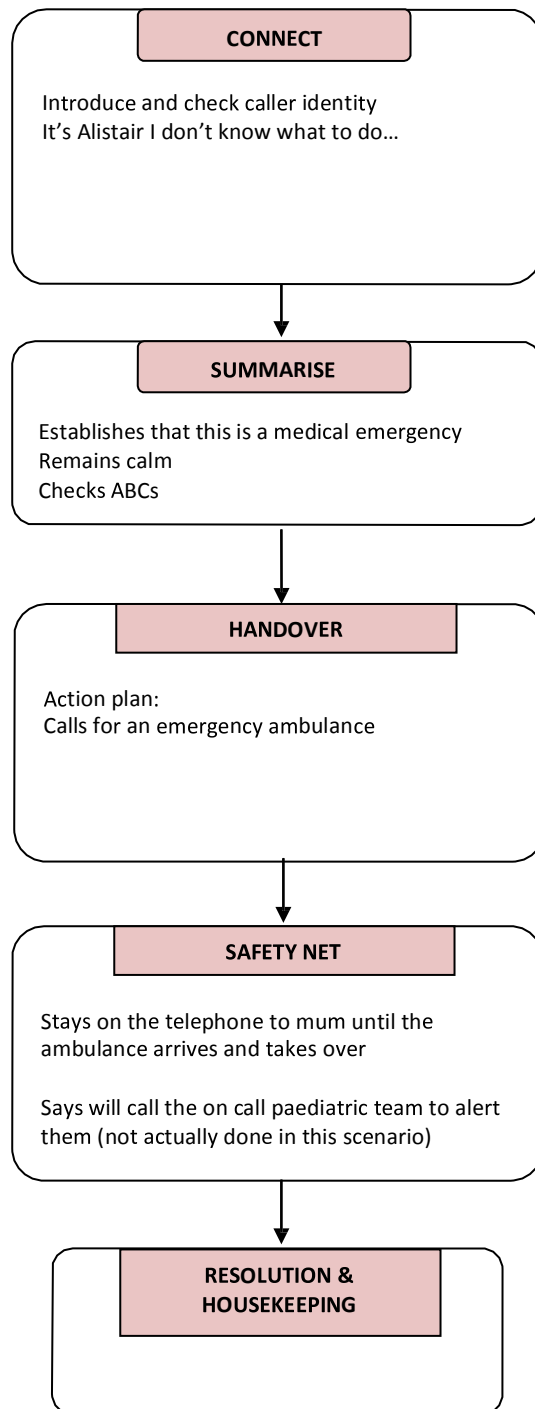 CONNECT
Introduce and check caller identity
It’s Alistair I don’t know what to do…
SUMMARISE
Establishes that this is a medical emergency
Remains calm
Checks ABCs
HANDOVER
Action plan:
Calls for an emergency ambulance
SAFETY NET
Stays on the telephone to mum until the
ambulance arrives and takes over
Says will call the on call paediatric team to alert
them (not actually done in this scenario)
RESOLUTION &
HOUSEKEEPING